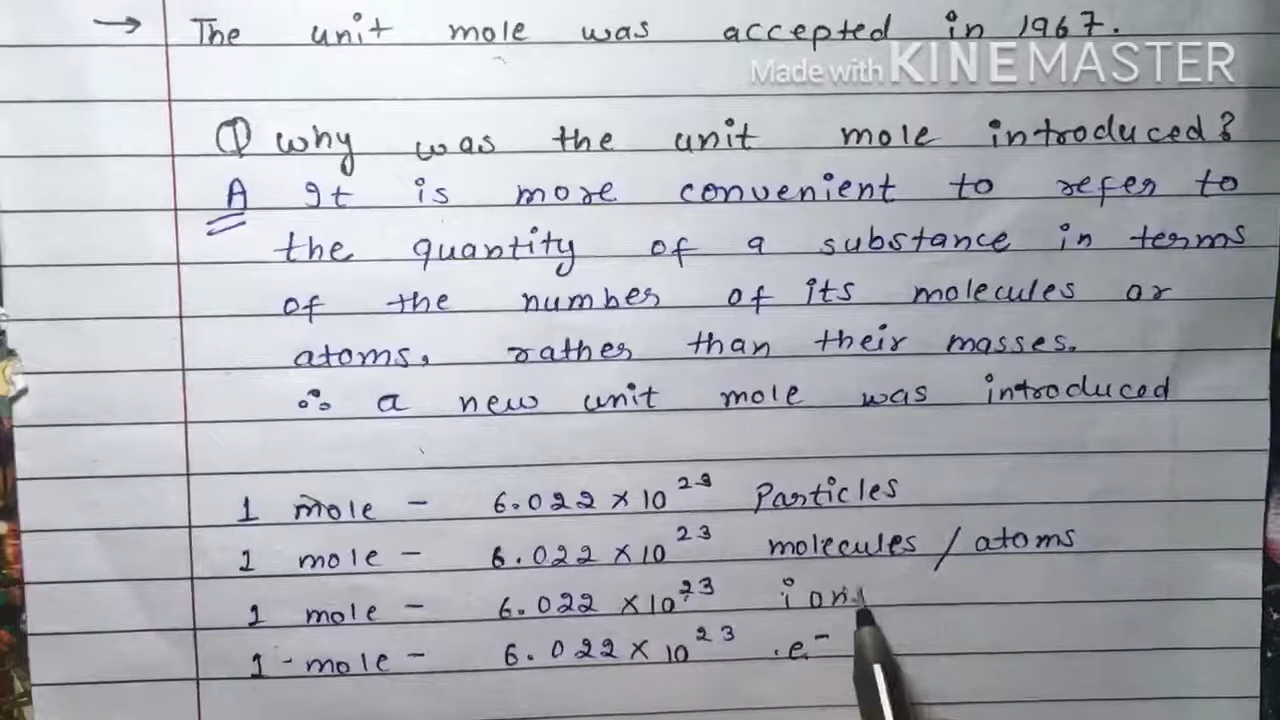 → The unit mole was accepted in 1967.
Made with KINEMASTER
Q why was the unit mole introduced?
A It is more convenient to refer to
the quantity of a substance in terms
of the number of its molecules or
atoms, rather than their masses.
∴ a new unit mole was introduced
1 mole - 6.022 × 10²³ Particles
1 mole - 6.022 × 10²³ molecules / atoms
1 mole - 6.022 × 10²³ ions
1 - mole - 6.022 × 10²³ .e⁻